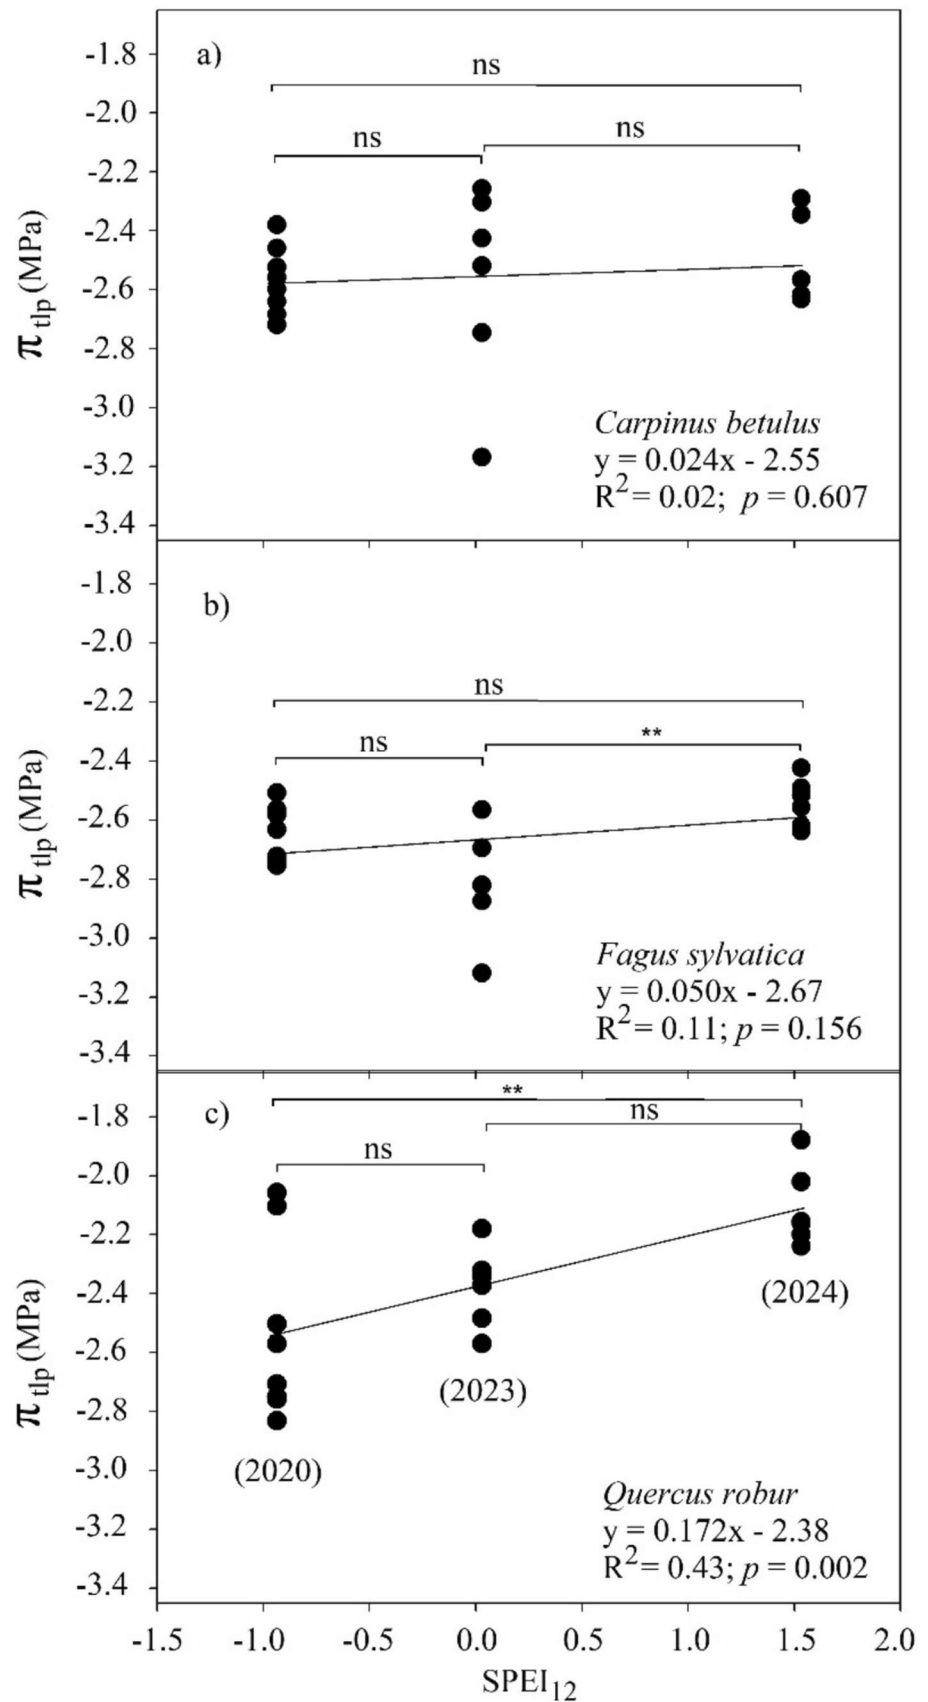 a)
ns
ns
ns
-1.8
-2.0
-2.2
-2.4
-2.6
-2.8
-3.0
-3.2
-3.4
πtlp (MPa)
Carpinus betulus
y = 0.024x - 2.55
R2 = 0.02; p = 0.607
b)
ns
ns
**
-1.8
-2.0
-2.2
-2.4
-2.6
-2.8
-3.0
-3.2
-3.4
πtlp (MPa)
Fagus sylvatica
y = 0.050x - 2.67
R2 = 0.11; p = 0.156
c)
**
ns
ns
-1.8
-2.0
-2.2
-2.4
-2.6
-2.8
-3.0
-3.2
-3.4
πtlp (MPa)
(2024)
(2023)
(2020)
Quercus robur
y = 0.172x - 2.38
R2 = 0.43; p = 0.002
-1.5 -1.0 -0.5 0.0 0.5 1.0 1.5 2.0
SPEI12